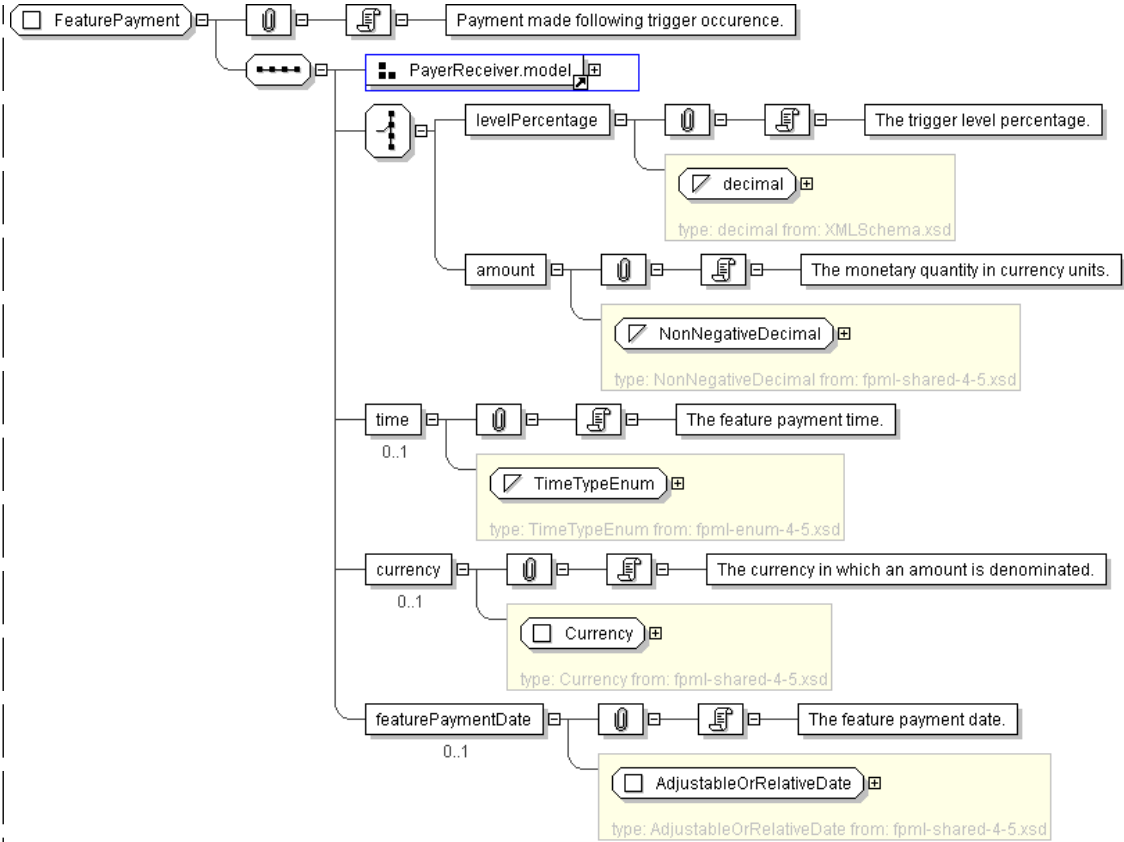 FeaturePayment
Payment made following trigger occurence.
PayerReceiver.model
levelPercentage
The trigger level percentage.
decimal
type: decimal from: XMLSchema.xsd
amount
The monetary quantity in currency units.
NonNegativeDecimal
type: NonNegativeDecimal from: fpml-shared-4-5.xsd
time
The feature payment time.
0..1
TimeTypeEnum
type: TimeTypeEnum from: fpml-enum-4-5.xsd
currency
The currency in which an amount is denominated.
0..1
Currency
type: Currency from: fpml-shared-4-5.xsd
featurePaymentDate
The feature payment date.
0..1
AdjustableOrRelativeDate
type: AdjustableOrRelativeDate from: fpml-shared-4-5.xsd